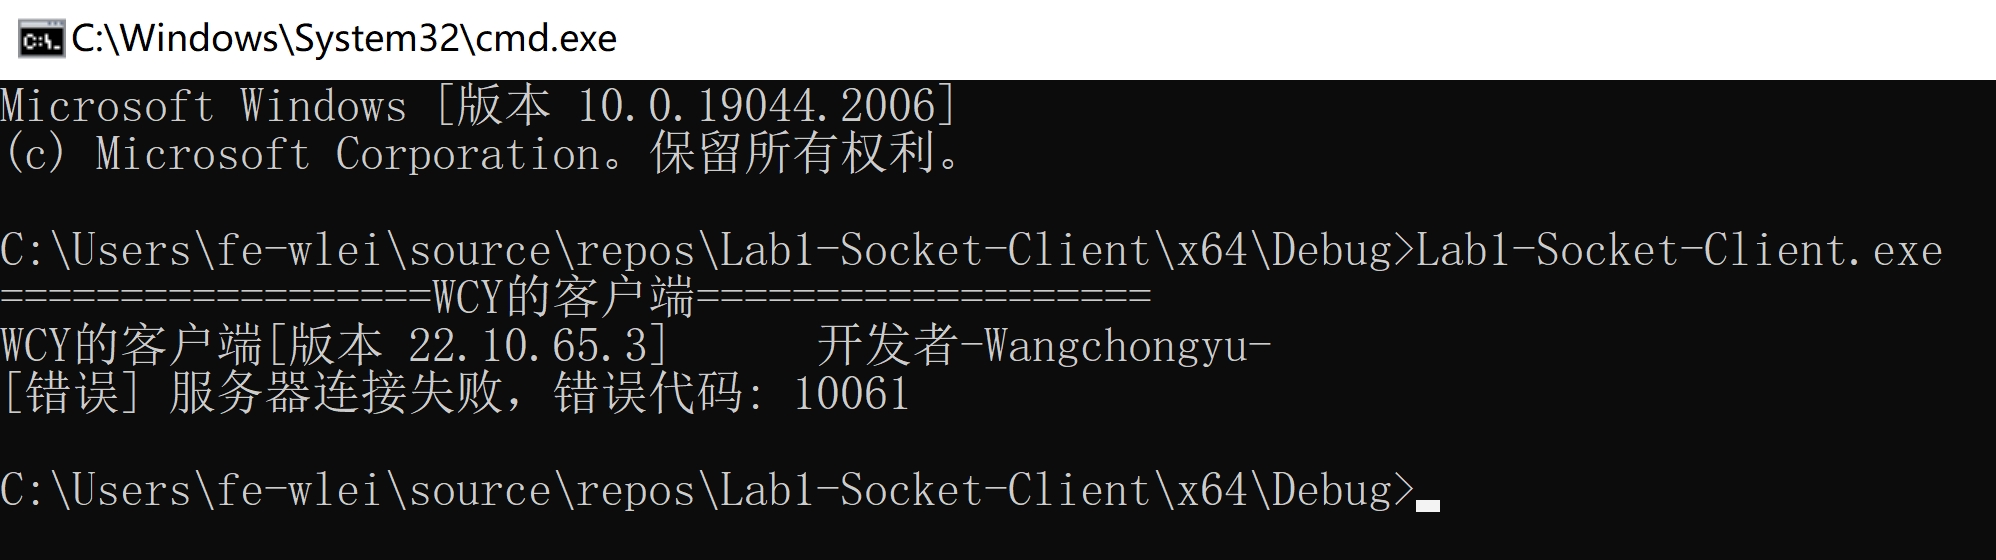 C:\Windows\System32\cmd.exe
Microsoft Windows [版本 10.0.19044.2006]
(c) Microsoft Corporation。保留所有权利。
C:\Users\fe-wlei\source\repos\Lab1-Socket-Client\x64\Debug>Lab1-Socket-Client.exe
==================WCY的客户端===================
WCY的客户端[版本 22.10.65.3]      开发者-Wangchongyu-
[错误] 服务器连接失败，错误代码: 10061
C:\Users\fe-wlei\source\repos\Lab1-Socket-Client\x64\Debug>